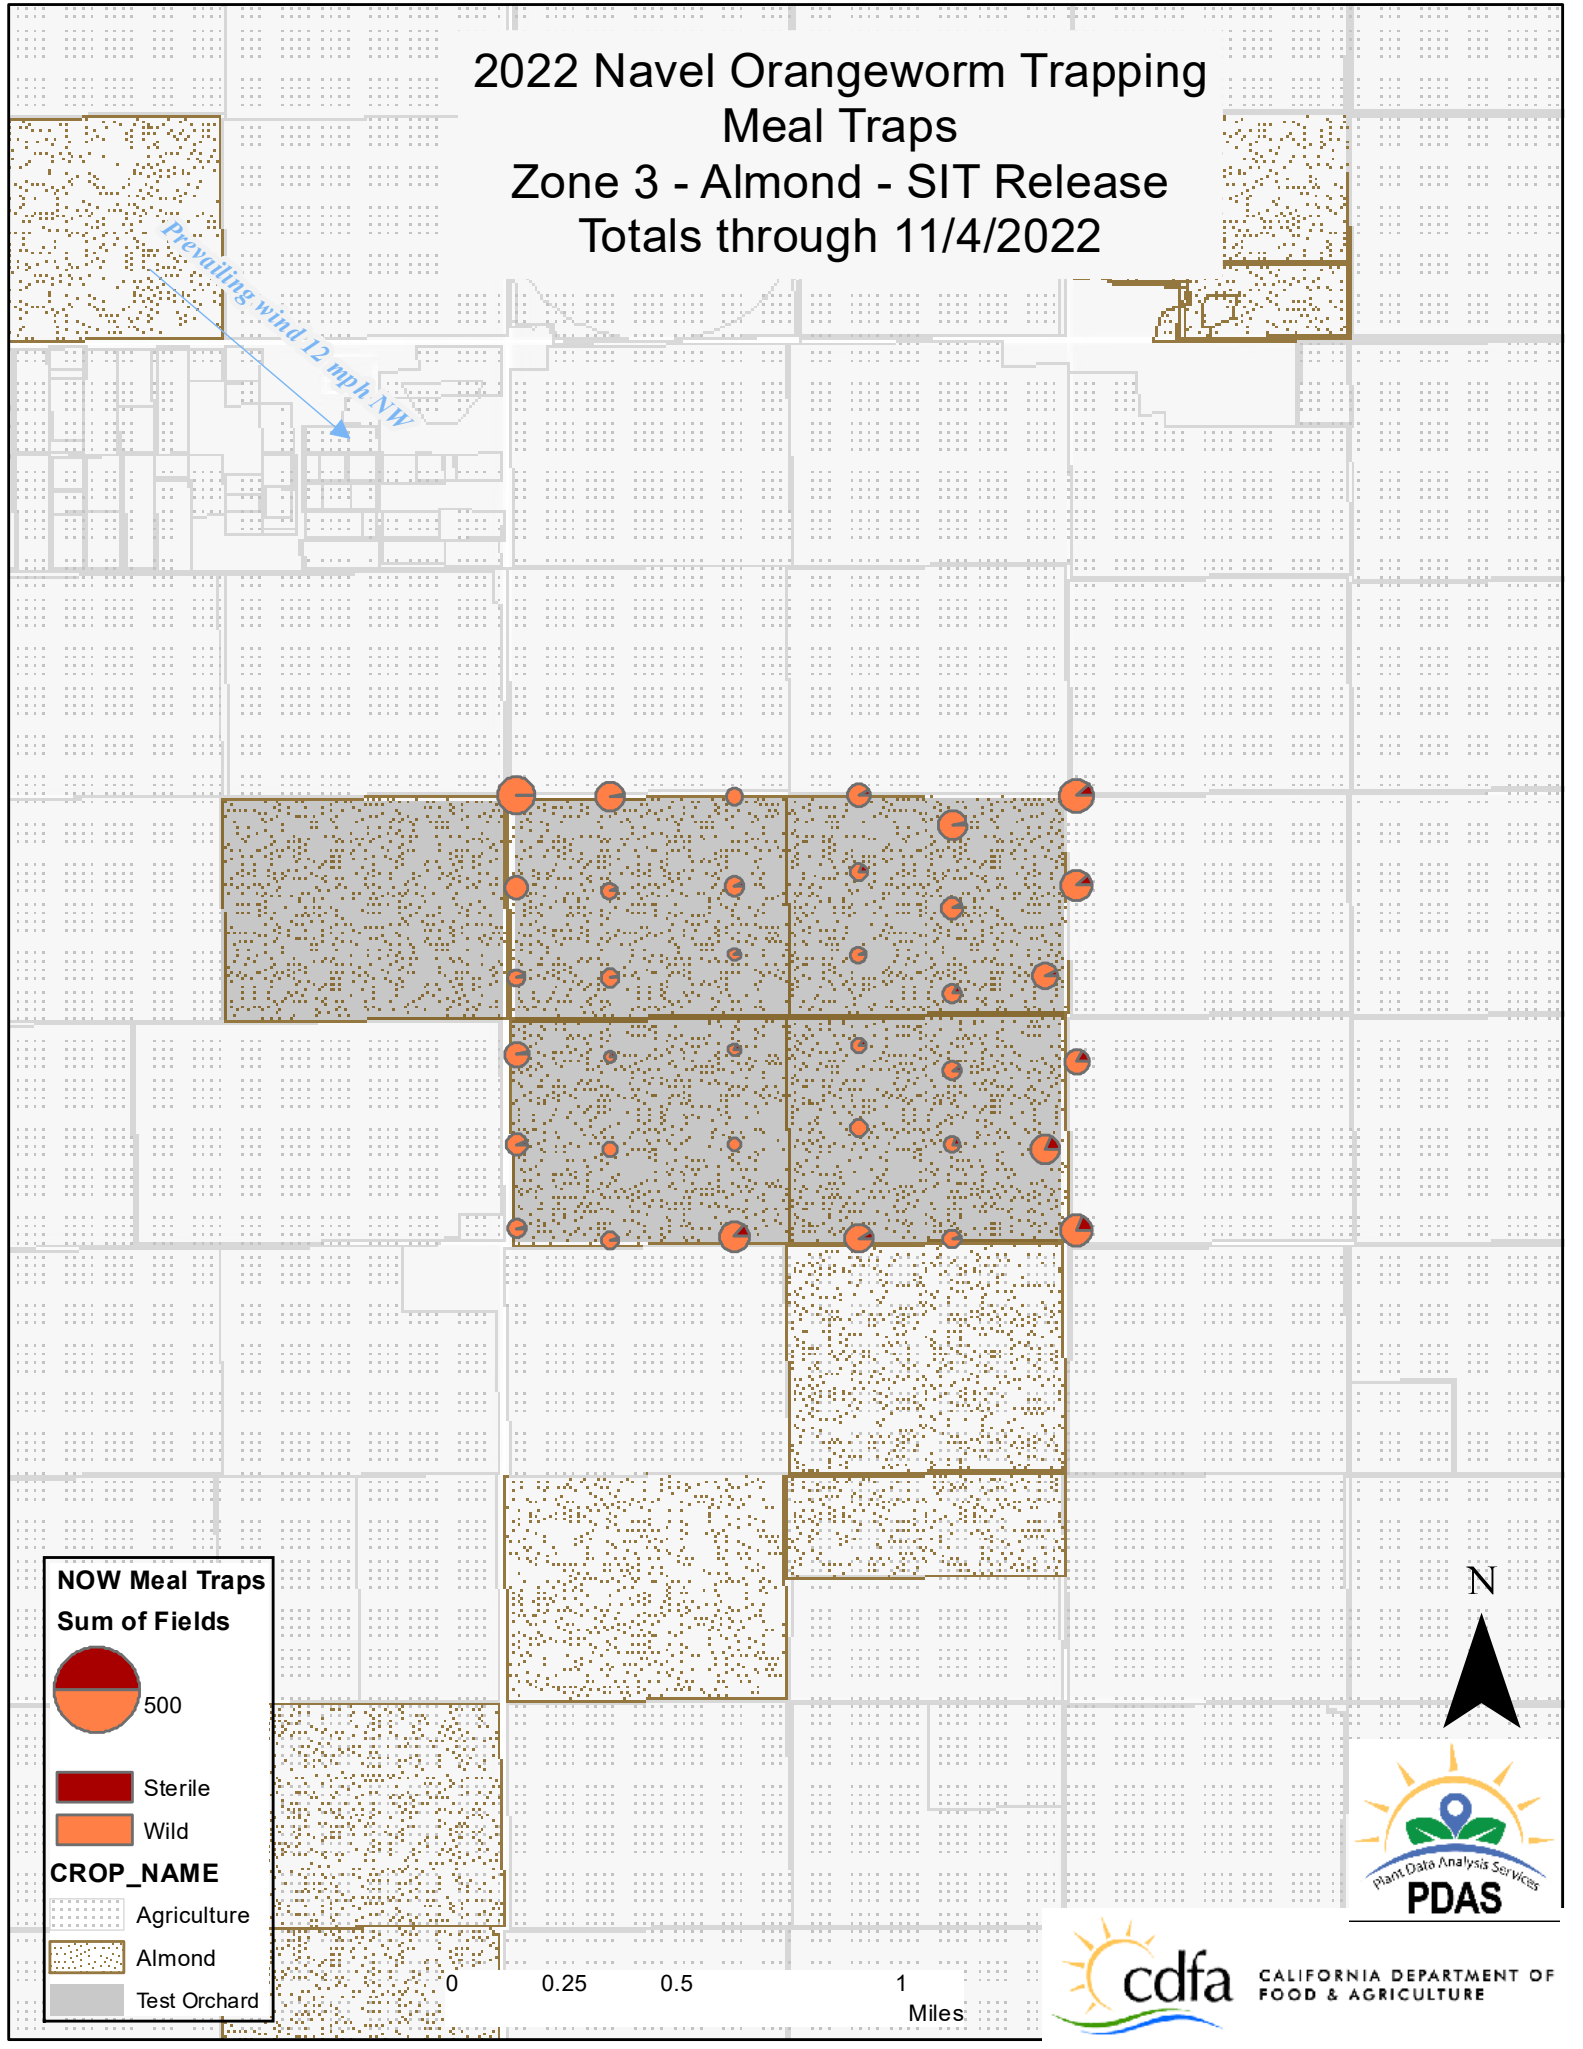 2022 Navel Orangeworm Trapping
Meal Traps
Zone 3 - Almond - SIT Release
Totals through 11/4/2022
Prevailing wind 12 mph NW
NOW Meal Traps
Sum of Fields
500
Sterile
Wild
CROP_NAME
Agriculture
Almond
Test Orchard
0 0.25 0.5 1
Miles
N
Plant Data Analysis Services
PDAS
cdfa
CALIFORNIA DEPARTMENT OF
FOOD & AGRICULTURE